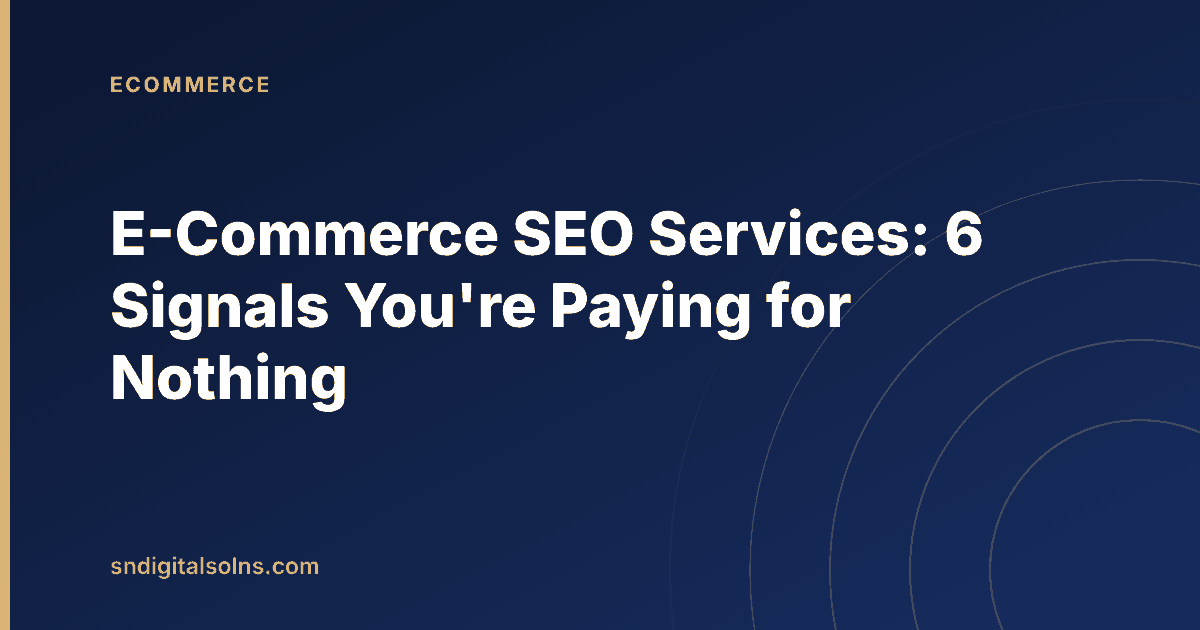 ECOMMERCE
E-Commerce SEO Services: 6
Signals You're Paying for
Nothing
sndigitalsolns.com